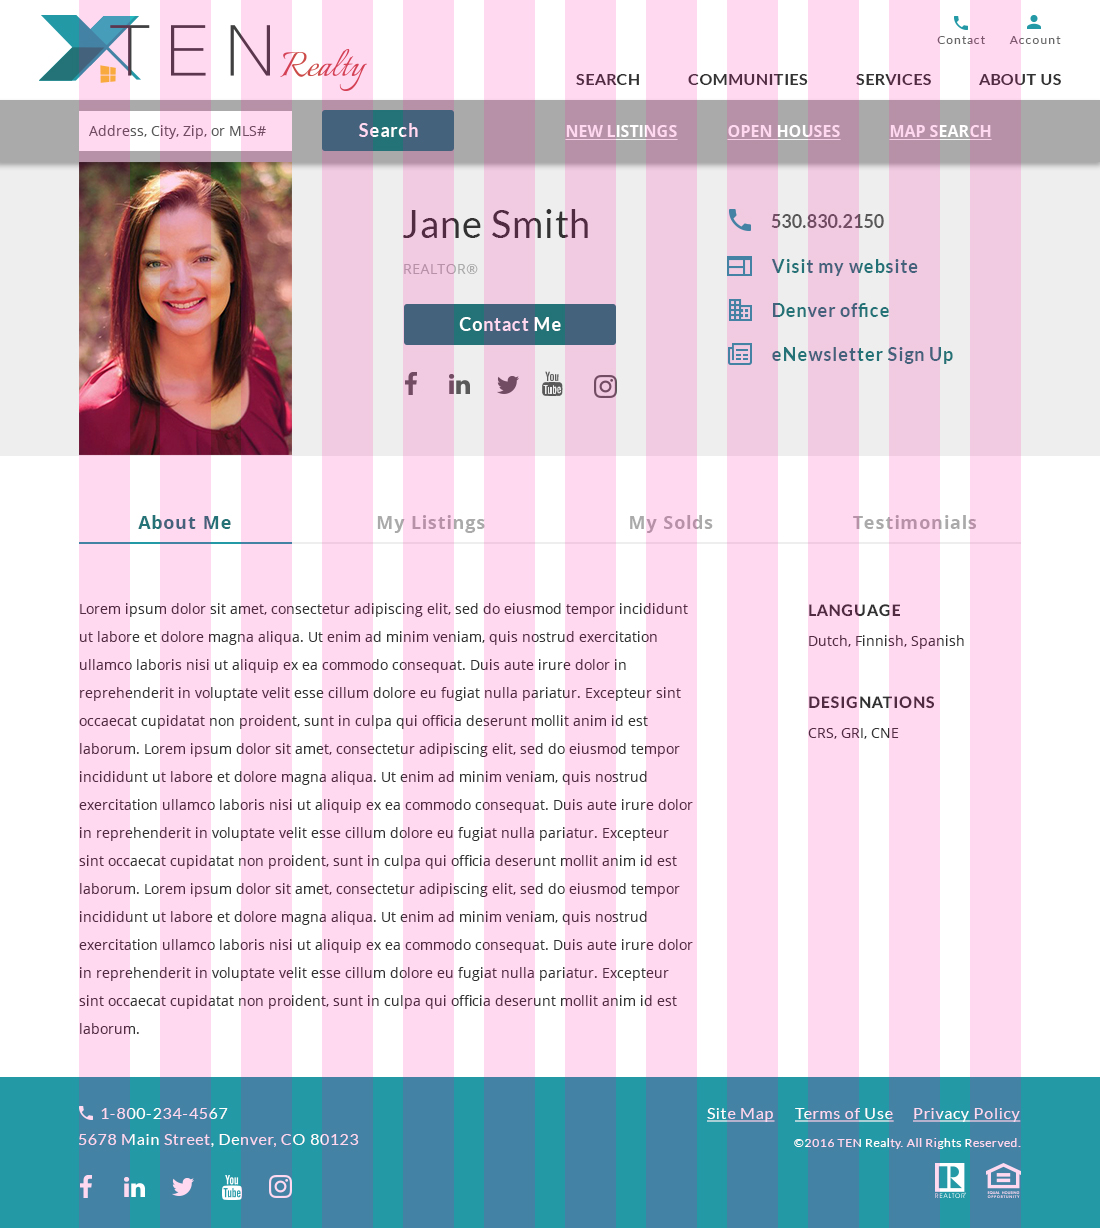 TEN Realty
Contact
Account
SEARCH
COMMUNITIES
SERVICES
ABOUT US
Address, City, Zip, or MLS#
Search
NEW LISTINGS
OPEN HOUSES
MAP SEARCH
Jane Smith
REALTOR®
Contact Me
You
Tube
530.830.2150
Visit my website
Denver office
eNewsletter Sign Up
About Me
My Listings
My Solds
Testimonials
Lorem ipsum dolor sit amet, consectetur adipiscing elit, sed do eiusmod tempor incididunt
ut labore et dolore magna aliqua. Ut enim ad minim veniam, quis nostrud exercitation
ullamco laboris nisi ut aliquip ex ea commodo consequat. Duis aute irure dolor in
reprehenderit in voluptate velit esse cillum dolore eu fugiat nulla pariatur. Excepteur sint
occaecat cupidatat non proident, sunt in culpa qui officia deserunt mollit anim id est
laborum. Lorem ipsum dolor sit amet, consectetur adipiscing elit, sed do eiusmod tempor
incididunt ut labore et dolore magna aliqua. Ut enim ad minim veniam, quis nostrud
exercitation ullamco laboris nisi ut aliquip ex ea commodo consequat. Duis aute irure dolor
in reprehenderit in voluptate velit esse cillum dolore eu fugiat nulla pariatur. Excepteur
sint occaecat cupidatat non proident, sunt in culpa qui officia deserunt mollit anim id est
laborum. Lorem ipsum dolor sit amet, consectetur adipiscing elit, sed do eiusmod tempor
incididunt ut labore et dolore magna aliqua. Ut enim ad minim veniam, quis nostrud
exercitation ullamco laboris nisi ut aliquip ex ea commodo consequat. Duis aute irure dolor
in reprehenderit in voluptate velit esse cillum dolore eu fugiat nulla pariatur. Excepteur
sint occaecat cupidatat non proident, sunt in culpa qui officia deserunt mollit anim id est
laborum.
LANGUAGE
Dutch, Finnish, Spanish
DESIGNATIONS
CRS, GRI, CNE
1-800-234-4567
5678 Main Street, Denver, CO 80123
You
Tube
Site Map
Terms of Use
Privacy Policy
©2016 TEN Realty. All Rights Reserved.
R
REALTOR®
EQUAL HOUSING
OPPORTUNITY